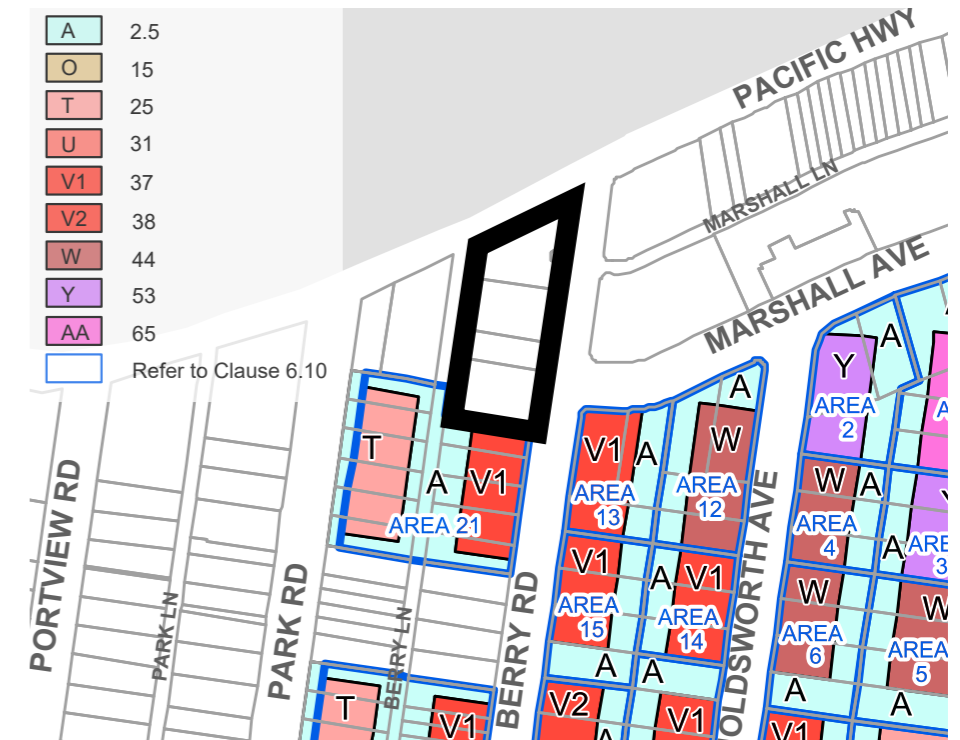 A 2.5
O 15
T 25
U 31
V1 37
V2 38
W 44
Y 53
AA 65
Refer to Clause 6.10
PACIFIC HWY
MARSHALL LN
MARSHALL AVE
A
A
Y
AREA
2
W
T
A
V1
AREA 21
V1
A
AREA
13
AREA
12
W
A
AREA
4
A
V1
A
V1
AREA
15
AREA
14
W
W
AREA
6
AREA
5
A
A
A
A
T
V1
V2
V1
A
V1
PORTVIEW RD
PARK LN
PARK RD
BERRY LN
BERRY RD
OLDSWORTH AVE